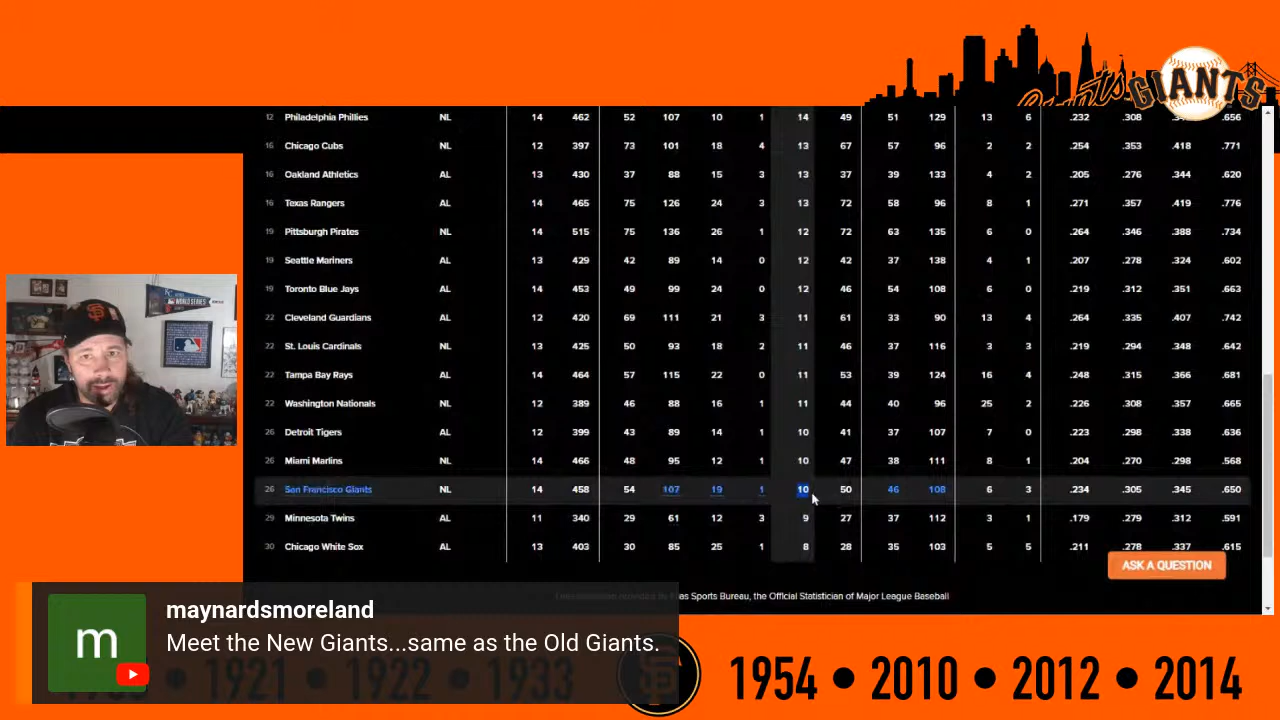 GIANTS
12 Philadelphia Phillies NL 14 462 52 107 10 1 14 49 51 129 13 6 .232 .308 .656
16 Chicago Cubs NL 12 397 73 101 18 4 13 67 57 96 2 2 .254 .353 .418 .771
16 Oakland Athletics AL 13 430 37 88 15 3 13 37 39 133 4 2 .205 .276 .344 .620
16 Texas Rangers AL 14 465 75 126 24 3 13 72 58 96 8 1 .271 .357 .419 .776
19 Pittsburgh Pirates NL 14 515 75 136 26 1 12 72 63 135 6 0 .264 .346 .388 .734
19 Seattle Mariners AL 13 429 42 89 14 0 12 42 37 138 4 1 .207 .278 .324 .602
19 Toronto Blue Jays AL 14 453 49 99 24 0 12 46 54 108 6 0 .219 .312 .351 .663
22 Cleveland Guardians AL 12 420 69 111 21 3 11 61 33 90 13 4 .264 .335 .407 .742
22 St. Louis Cardinals NL 13 425 50 93 18 2 11 46 37 116 3 3 .219 .294 .348 .642
22 Tampa Bay Rays AL 14 464 57 115 22 0 11 53 39 124 16 4 .248 .315 .366 .681
22 Washington Nationals NL 12 389 46 88 16 1 11 44 40 96 25 2 .226 .308 .357 .665
26 Detroit Tigers AL 12 399 43 89 14 1 10 41 37 107 7 0 .223 .298 .338 .636
26 Miami Marlins NL 14 466 48 95 12 1 10 47 38 111 8 1 .204 .270 .298 .568
26 San Francisco Giants NL 14 458 54 107 19 1 10 50 46 108 6 3 .234 .305 .345 .650
29 Minnesota Twins AL 11 340 29 61 12 3 9 27 37 112 3 1 .179 .279 .312 .591
30 Chicago White Sox AL 13 403 30 85 25 1 8 28 35 103 5 5 .211 .278 .337 .615
ASK A QUESTION
Sports Bureau, the Official Statistician of Major League Baseball
m
maynardsmoreland
Meet the New Giants...same as the Old Giants.
1921 • 1922 • 1933
1954 • 2010 • 2012 • 2014